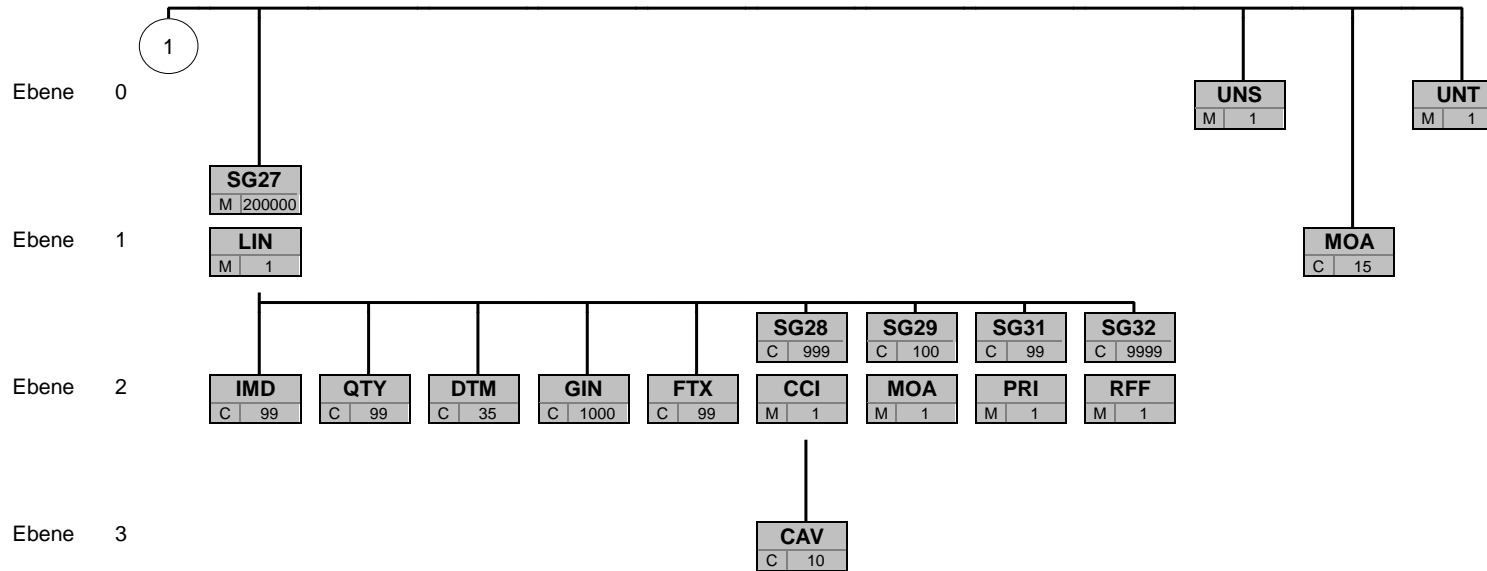 1
Ebene 0
UNS
M 1
UNT
M 1
SG27
M 200000
Ebene 1
LIN
M 1
MOA
C 15
SG28
C 999
SG29
C 100
SG31
C 99
SG32
C 9999
Ebene 2
IMD
C 99
QTY
C 99
DTM
C 35
GIN
C 1000
FTX
C 99
CCI
M 1
MOA
M 1
PRI
M 1
RFF
M 1
Ebene 3
CAV
C 10